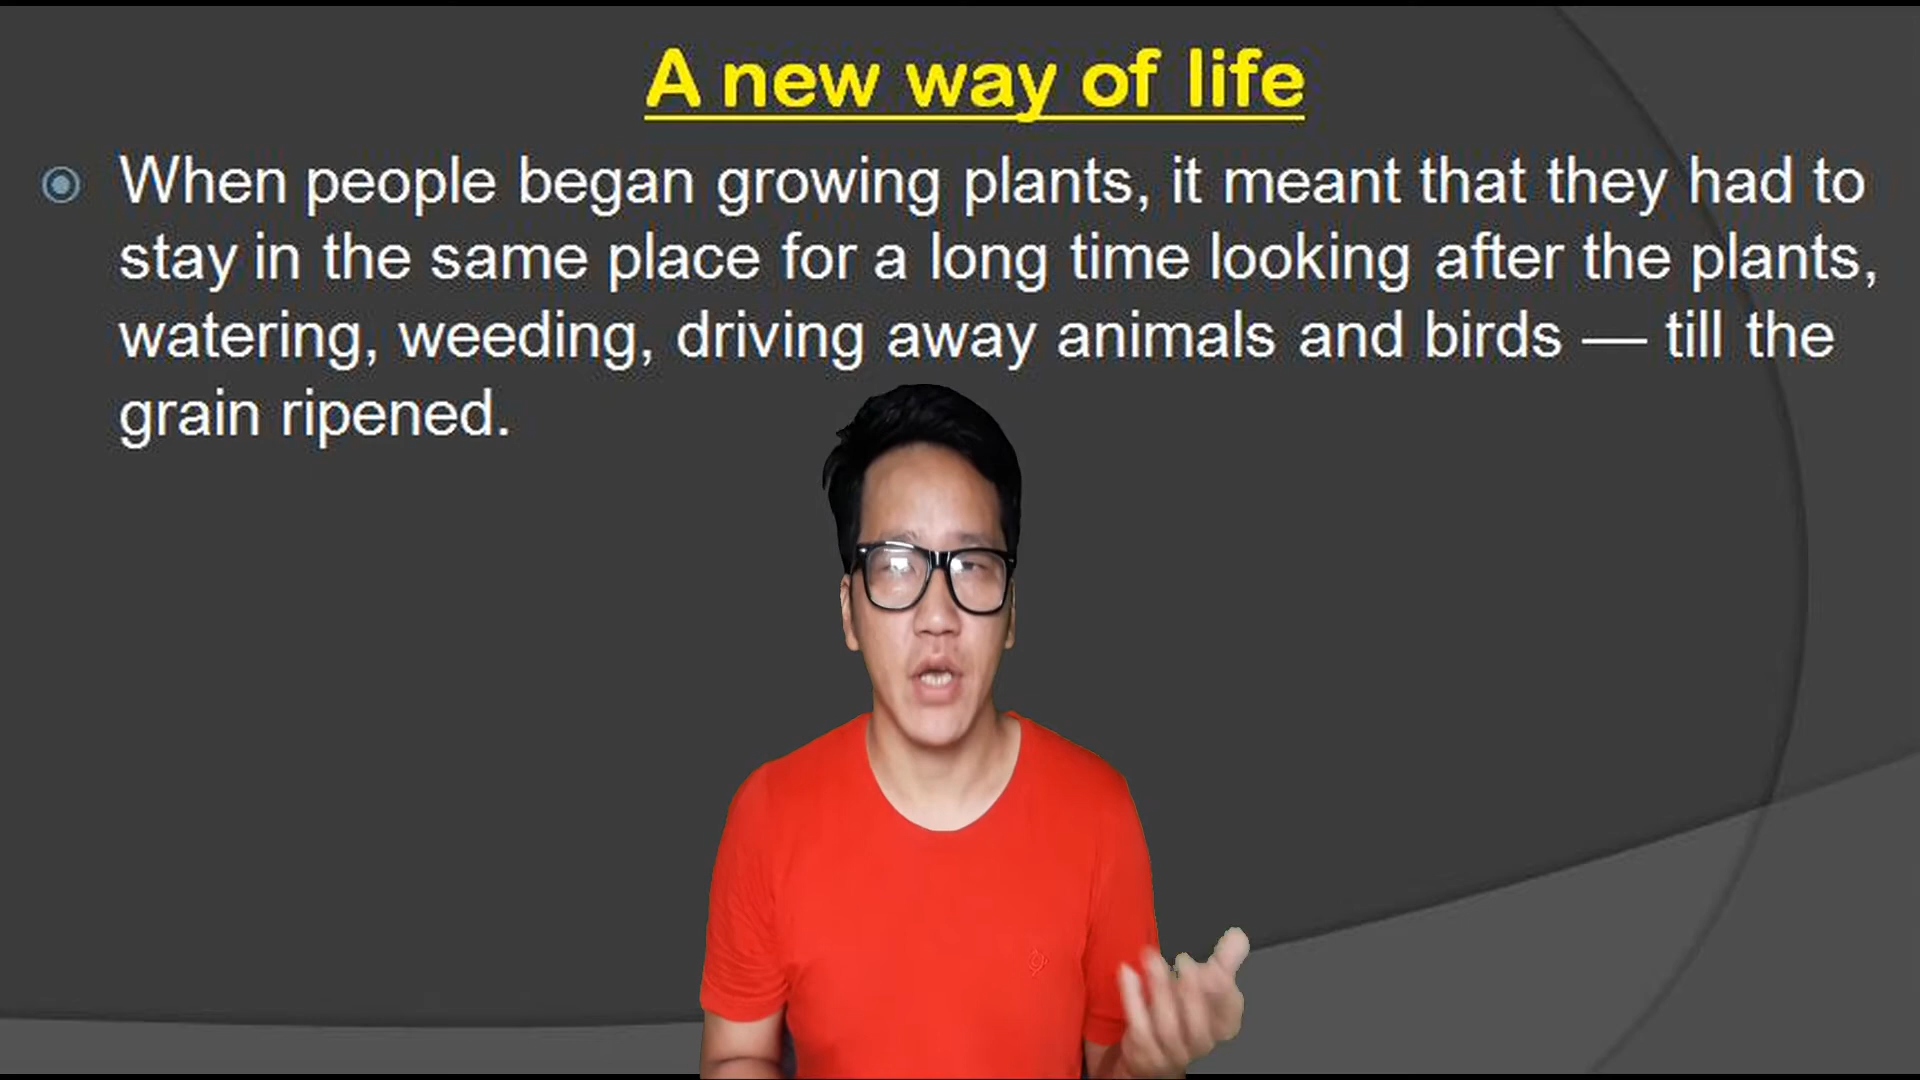 A new way of life
When people began growing plants, it meant that they had to
stay in the same place for a long time looking after the plants,
watering, weeding, driving away animals and birds — till the
grain ripened.